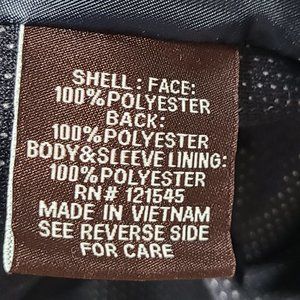 SHELL: FACE:
100%POLYESTER
BACK:
100%POLYESTER
BODY&SLEEVE LINING:
100%POLYESTER
RN# 121545
MADE IN VIETNAM
SEE REVERSE SIDE
FOR CARE